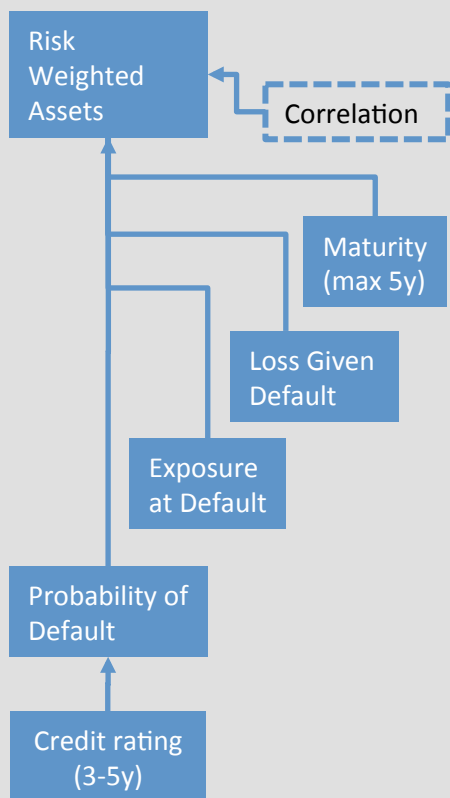 Risk
Weighted
Assets
Correlation
Maturity
(max 5y)
Loss Given
Default
Exposure
at Default
Probability of
Default
Credit rating
(3-5y)